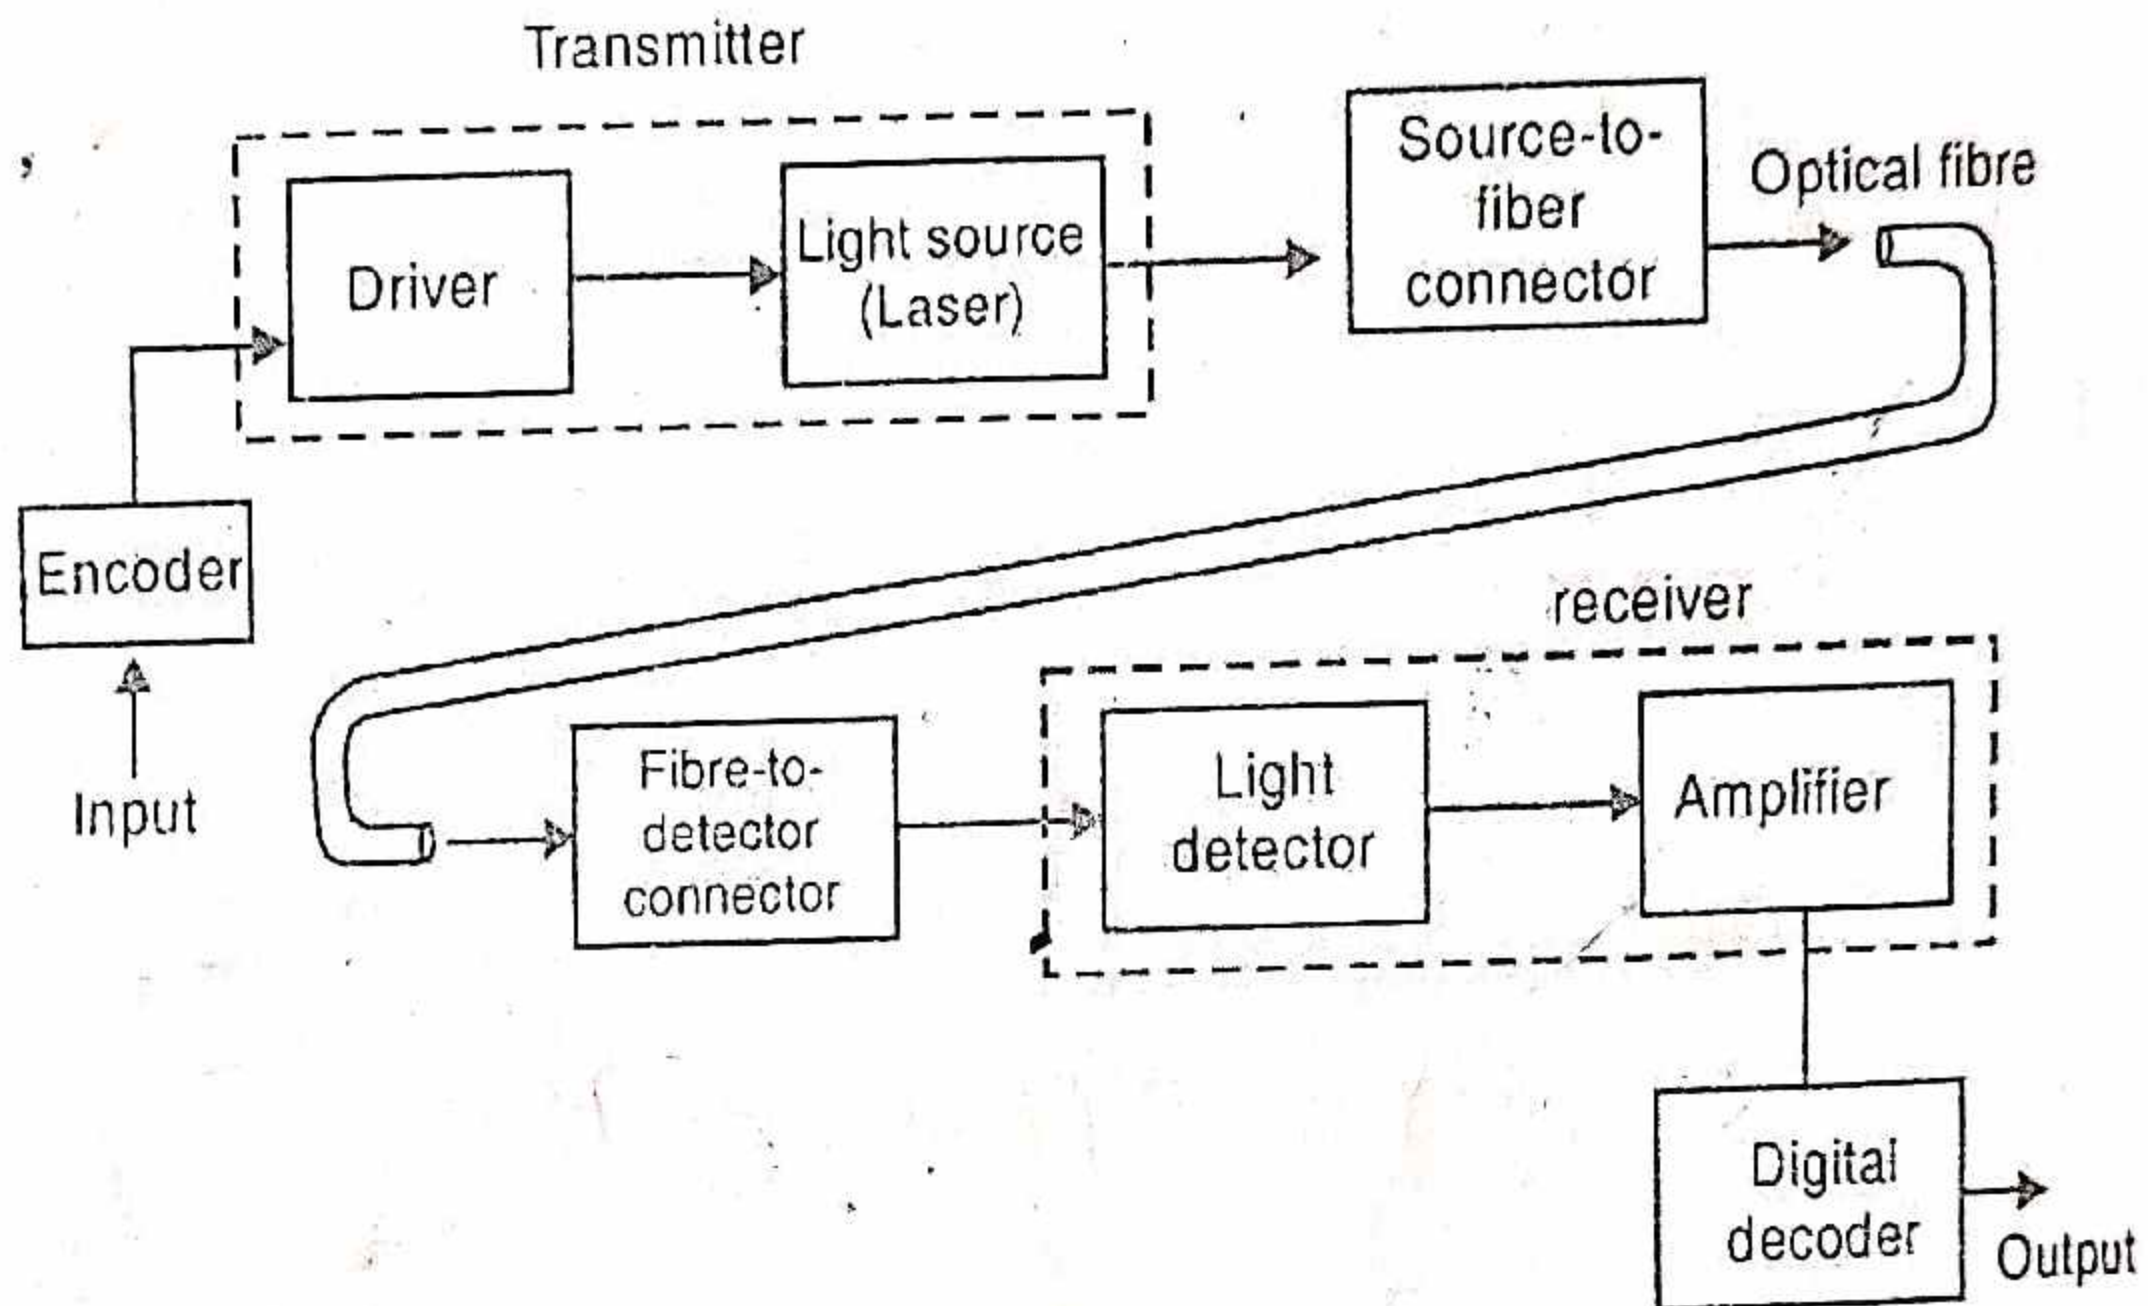 Transmitter
Driver
Light source
(Laser)
Source-to-
fiber
connector
Optical fibre
Encoder
Input
receiver
Fibre-to-
detector
connector
Light
detector
Amplifier
Digital
decoder
Output